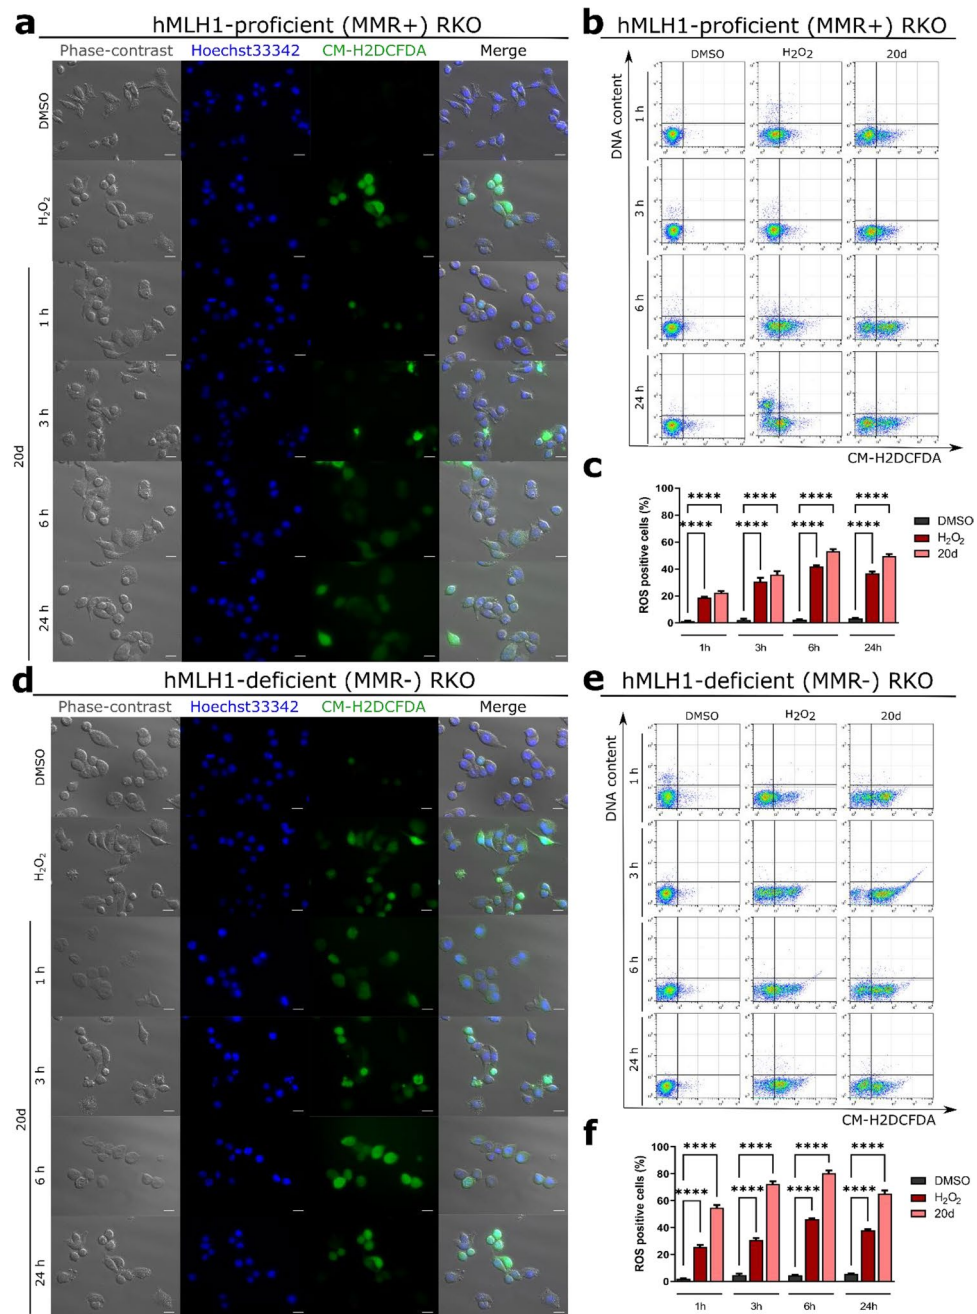 a hMLH1-proficient (MMR+) RKO
Phase-contrast Hoechst33342 CM-H2DCFDA Merge
DMSO
H₂O₂
20d
1 h
3 h
6 h
24 h
b hMLH1-proficient (MMR+) RKO
DMSO H₂O₂ 20d
DNA content
1 h
3 h
6 h
24 h
CM-H2DCFDA
c
ROS positive cells (%)
100
80
60
40
20
0
**** **** **** ****
**** **** **** ****
1h 3h 6h 24h
DMSO
H₂O₂
20d
d hMLH1-deficient (MMR-) RKO
Phase-contrast Hoechst33342 CM-H2DCFDA Merge
DMSO
H₂O₂
20d
1 h
3 h
6 h
24 h
e hMLH1-deficient (MMR-) RKO
DMSO H₂O₂ 20d
DNA content
1 h
3 h
6 h
24 h
CM-H2DCFDA
f
ROS positive cells (%)
100
80
60
40
20
0
**** **** **** ****
**** **** **** ****
1h 3h 6h 24h
DMSO
H₂O₂
20d